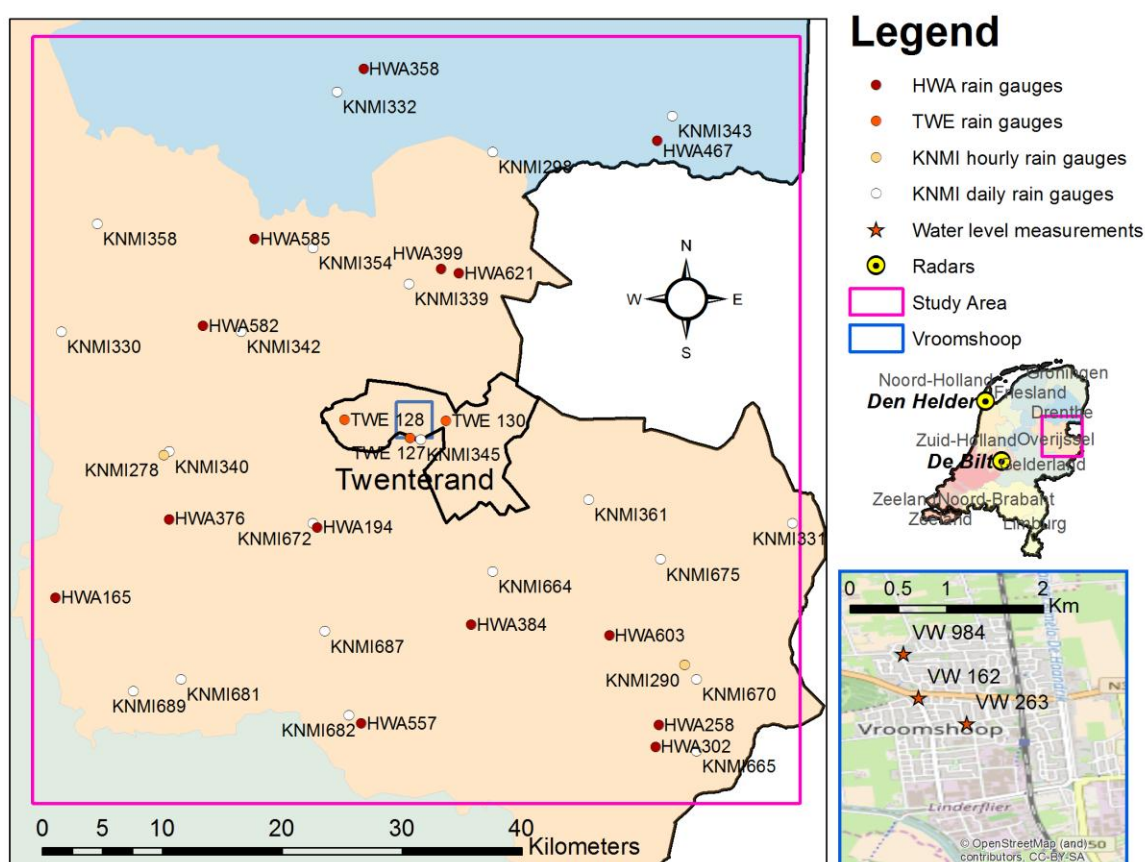 HWA358
KNMI332
KNMI343
HWA467
KNMI298
KNMI358
HWA585
KNMI354
HWA399
HWA621
KNMI339
N
W
E
S
HWA582
KNMI330
KNMI342
TWE 128
TWE 130
TWE 127
KNMI345
Twenterand
KNMI278
KNMI340
HWA376
KNMI672
HWA194
KNMI361
KNMI331
KNMI675
KNMI664
HWA165
HWA384
HWA603
KNMI687
KNMI290
KNMI670
KNMI681
KNMI689
KNMI682
HWA557
HWA258
HWA302
KNMI665
0 5 10 20 30 40
Kilometers
Legend
HWA rain gauges
TWE rain gauges
KNMI hourly rain gauges
KNMI daily rain gauges
Water level measurements
Radars
Study Area
Vroomshoop
Groningen
Noord-Holland
Friesland
Den Helder
Drenthe
Zuid-Holland
Overijssel
De Bilt
Gelderland
Zeeland
Noord-Brabant
Zeeland
Limburg
0 0.5 1 2
Km
VW 984
VW 162
VW 263
Vroomshoop
Linderflier
© OpenStreetMap (and)
contributors, CC-BY-SA